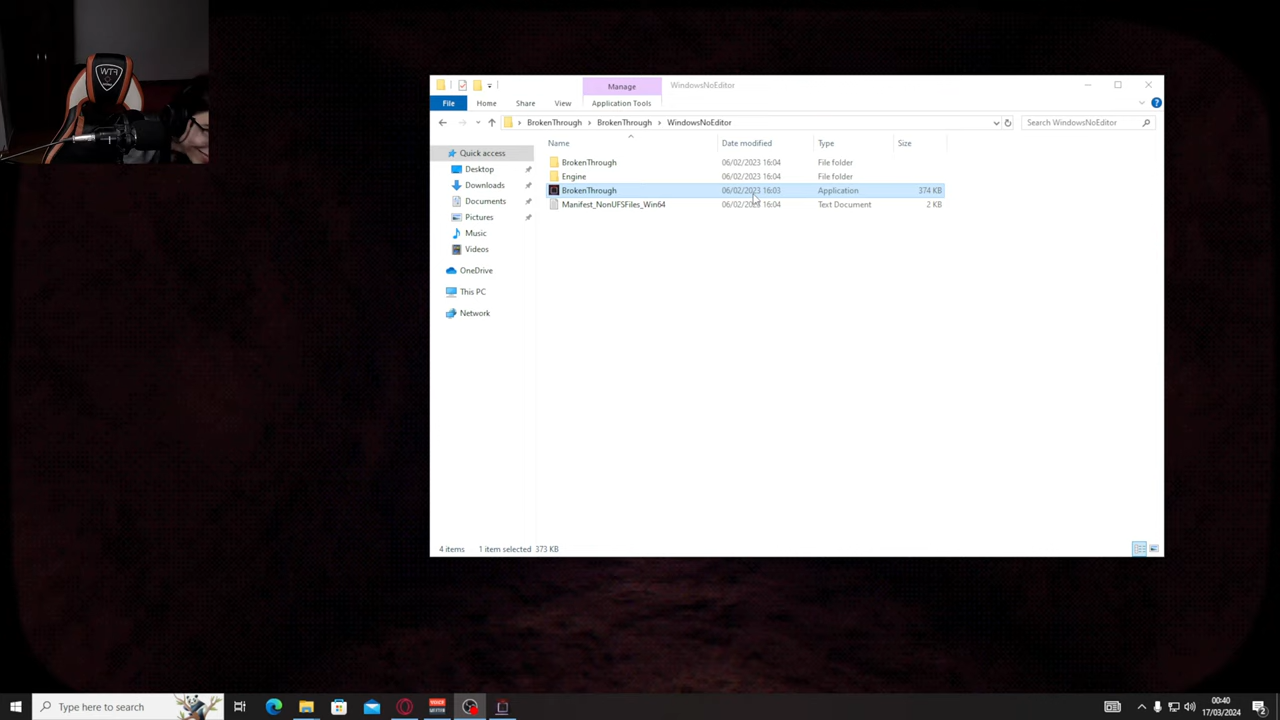 WTF
Manage
WindowsNoEditor
File
Home
Share
View
Application Tools
BrokenThrough
BrokenThrough
WindowsNoEditor
Search WindowsNoEditor
Name
Date modified
Type
Size
Quick access
Desktop
Downloads
Documents
Pictures
Music
Videos
OneDrive
This PC
Network
BrokenThrough 06/02/2023 16:04 File folder
Engine 06/02/2023 16:04 File folder
BrokenThrough 06/02/2023 16:03 Application 374 KB
Manifest_NonUFSFiles_Win64 06/02/2023 16:04 Text Document 2 KB
4 items 1 item selected 373 KB
Type here to search
00:40
17/03/2024
2